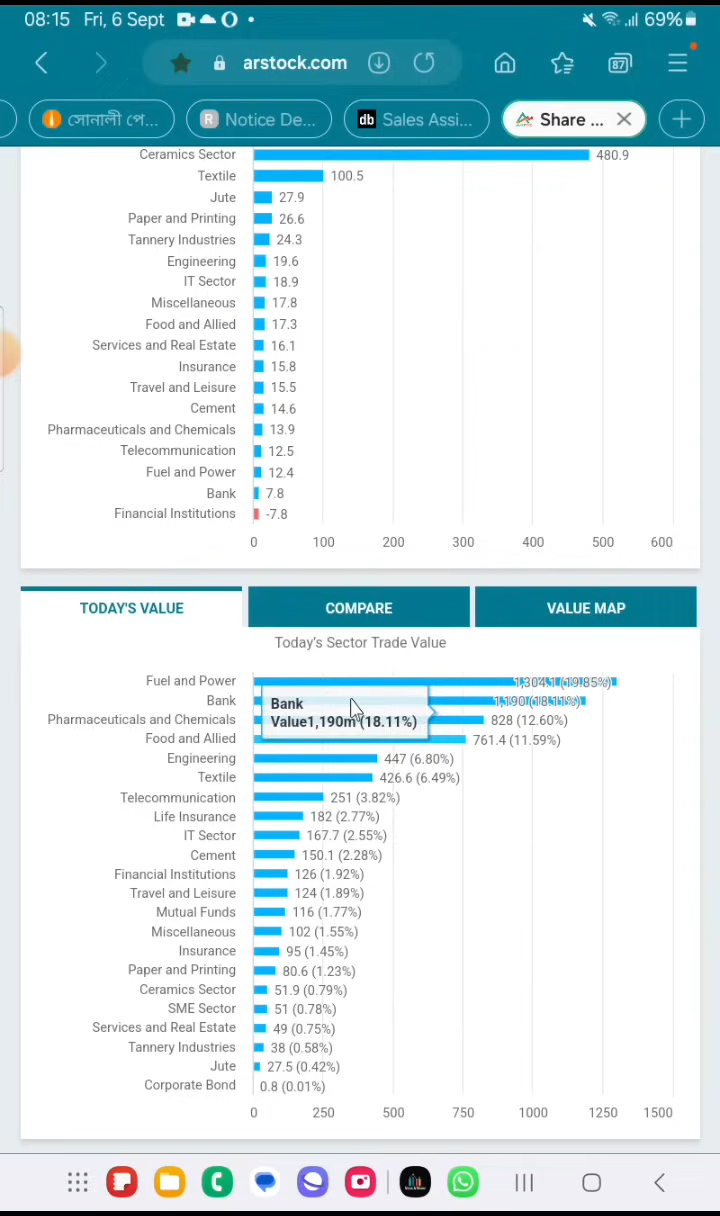 08:15 Fri, 6 Sept 69%
arstock.com 87
সোনালী পে... Notice De... db Sales Assi... Share ...
Ceramics Sector 480.9
Textile 100.5
Jute 27.9
Paper and Printing 26.6
Tannery Industries 24.3
Engineering 19.6
IT Sector 18.9
Miscellaneous 17.8
Food and Allied 17.3
Services and Real Estate 16.1
Insurance 15.8
Travel and Leisure 15.5
Cement 14.6
Pharmaceuticals and Chemicals 13.9
Telecommunication 12.5
Fuel and Power 12.4
Bank 7.8
Financial Institutions -7.8
0 100 200 300 400 500 600
TODAY'S VALUE COMPARE VALUE MAP
Today's Sector Trade Value
Fuel and Power 1,304.1 (19.85%)
Bank 1,190 (18.11%)
Bank
Value1,190m (18.11%)
Pharmaceuticals and Chemicals 828 (12.60%)
Food and Allied 761.4 (11.59%)
Engineering 447 (6.80%)
Textile 426.6 (6.49%)
Telecommunication 251 (3.82%)
Life Insurance 182 (2.77%)
IT Sector 167.7 (2.55%)
Cement 150.1 (2.28%)
Financial Institutions 126 (1.92%)
Travel and Leisure 124 (1.89%)
Mutual Funds 116 (1.77%)
Miscellaneous 102 (1.55%)
Insurance 95 (1.45%)
Paper and Printing 80.6 (1.23%)
Ceramics Sector 51.9 (0.79%)
SME Sector 51 (0.78%)
Services and Real Estate 49 (0.75%)
Tannery Industries 38 (0.58%)
Jute 27.5 (0.42%)
Corporate Bond 0.8 (0.01%)
0 250 500 750 1000 1250 1500